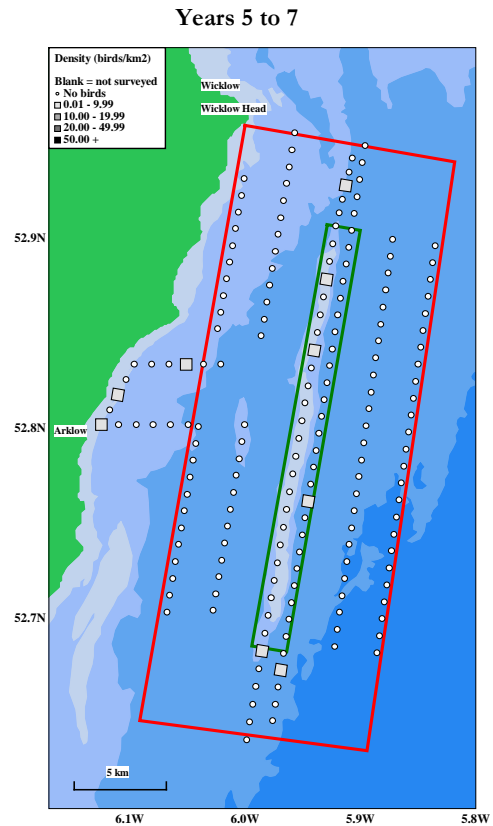 Years 5 to 7
Density (birds/km2)
Blank = not surveyed
No birds
0.01 - 9.99
10.00 - 19.99
20.00 - 49.99
50.00 +
Wicklow
Wicklow Head
52.9N
52.8N
Arklow
52.7N
5 km
6.1W 6.0W 5.9W 5.8W